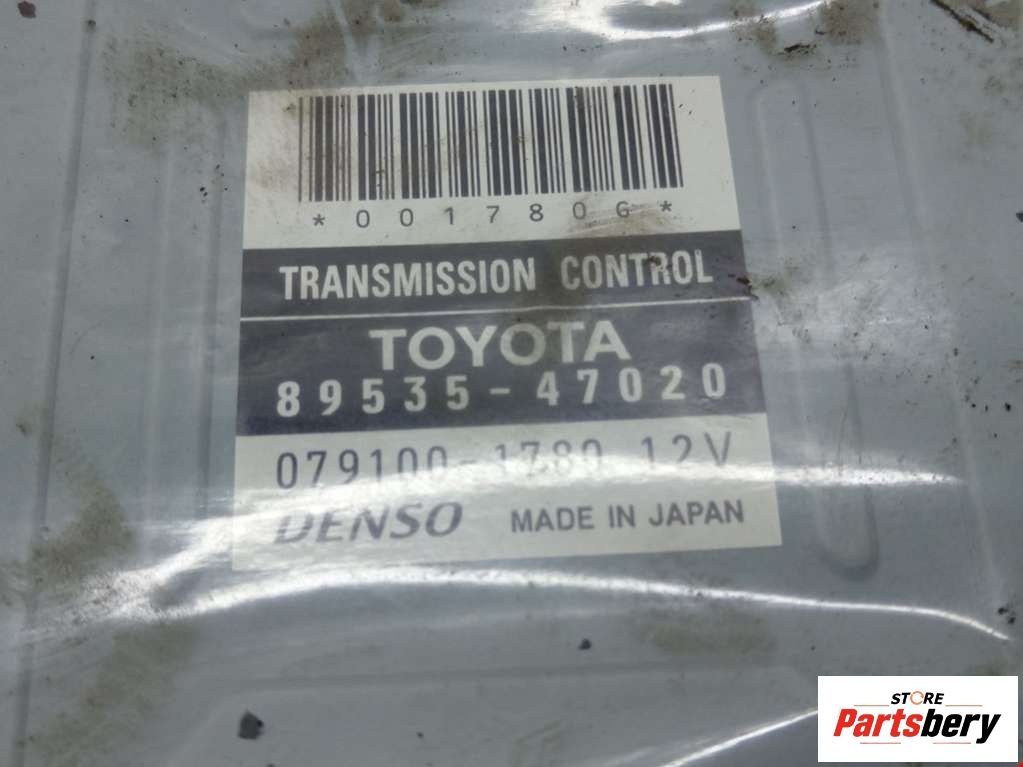 *0017806*
TRANSMISSION CONTROL
TOYOTA
89535-47020
079100-1780 12V
DENSO MADE IN JAPAN
STORE
Partsbery